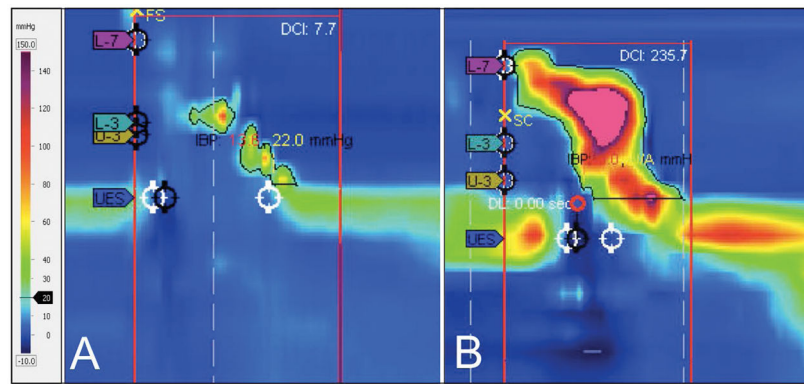 mmHg
150.0
140
120
100
80
60
50
40
30
20
10
0
-10.0
FS
DCI: 7.7
L-7
L-3
U-3
IBP: 22.0 mmHg
UES
A
DCI: 235.7
L-7
SC
L-3
IBP: mmH
U-3
DL: 0.00 sec
UES
B